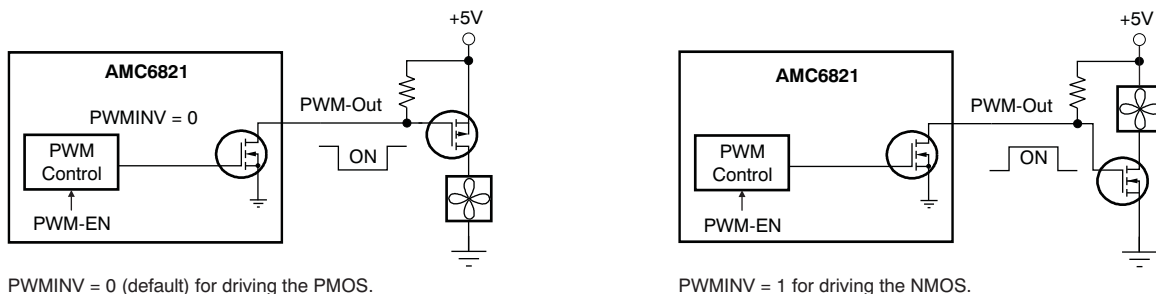 +5V
AMC6821
PWMINV = 0
PWM-Out
PWM
Control
ON
PWM-EN
PWMINV = 0 (default) for driving the PMOS.
+5V
AMC6821
PWM-Out
PWM
Control
ON
PWM-EN
PWMINV = 1 for driving the NMOS.